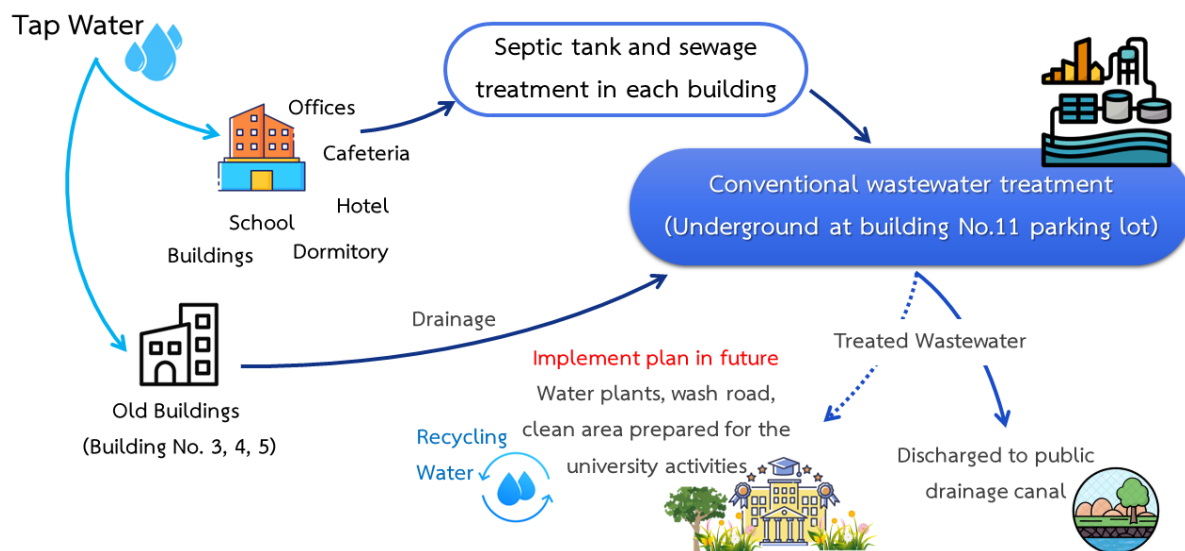 Tap Water
Septic tank and sewage
treatment in each building
Offices
Cafeteria
Hotel
School
Buildings
Dormitory
Conventional wastewater treatment
(Underground at building No.11 parking lot)
Drainage
Treated Wastewater
Implement plan in future
Water plants, wash road,
clean area prepared for the
university activities
Old Buildings
(Building No. 3, 4, 5)
Recycling
Water
Discharged to public
drainage canal